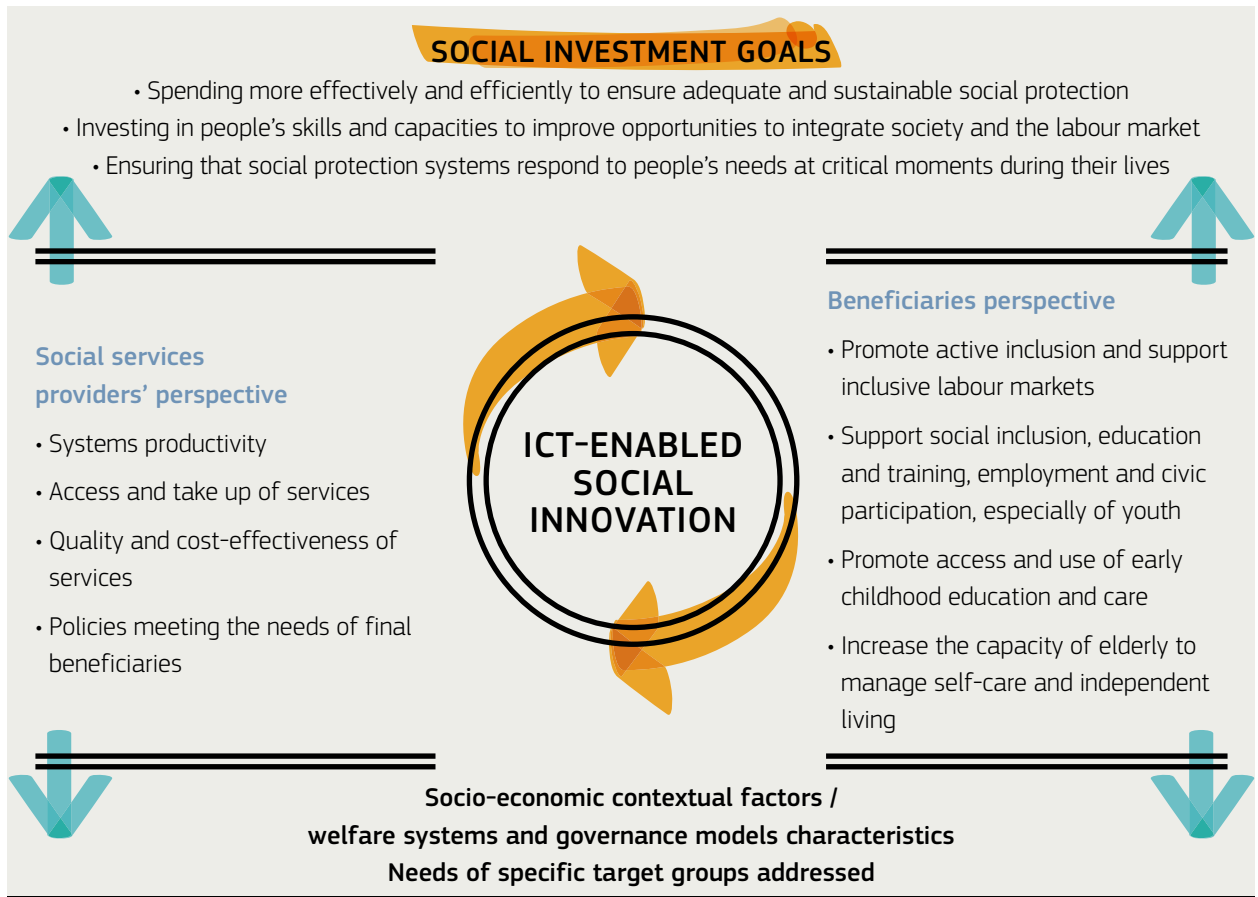 SOCIAL INVESTMENT GOALS
• Spending more effectively and efficiently to ensure adequate and sustainable social protection
• Investing in people's skills and capacities to improve opportunities to integrate society and the labour market
• Ensuring that social protection systems respond to people's needs at critical moments during their lives
Social services
providers' perspective
• Systems productivity
• Access and take up of services
• Quality and cost-effectiveness of
services
• Policies meeting the needs of final
beneficiaries
ICT-ENABLED
SOCIAL
INNOVATION
Beneficiaries perspective
• Promote active inclusion and support
inclusive labour markets
• Support social inclusion, education
and training, employment and civic
participation, especially of youth
• Promote access and use of early
childhood education and care
• Increase the capacity of elderly to
manage self-care and independent
living
Socio-economic contextual factors /
welfare systems and governance models characteristics
Needs of specific target groups addressed